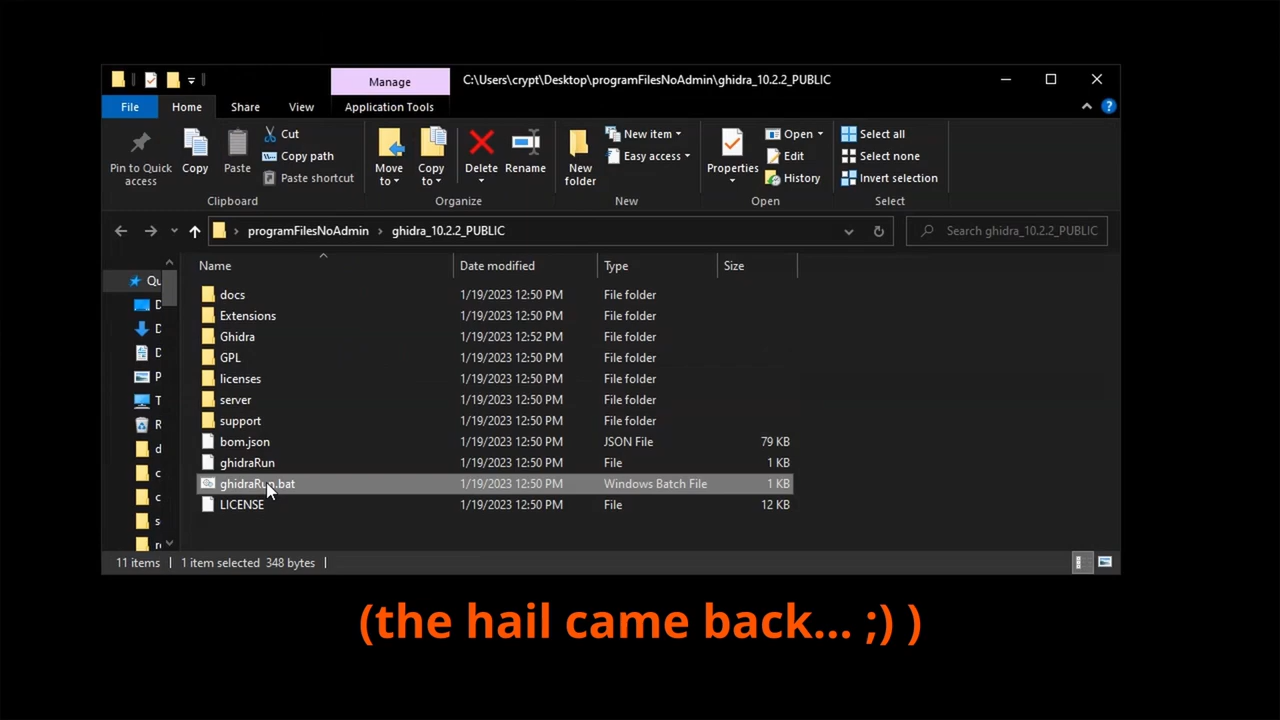 Manage
C:\Users\crypt\Desktop\programFilesNoAdmin\ghidra_10.2.2_PUBLIC
File Home Share View Application Tools
Pin to Quick access
Copy
Paste
Cut
Copy path
Paste shortcut
Clipboard
Move to
Copy to
Delete
Rename
Organize
New folder
New item
Easy access
New
Properties
Open
Edit
History
Open
Select all
Select none
Invert selection
Select
programFilesNoAdmin > ghidra_10.2.2_PUBLIC
Search ghidra_10.2.2_PUBLIC
Name Date modified Type Size
docs 1/19/2023 12:50 PM File folder
Extensions 1/19/2023 12:50 PM File folder
Ghidra 1/19/2023 12:52 PM File folder
GPL 1/19/2023 12:50 PM File folder
licenses 1/19/2023 12:50 PM File folder
server 1/19/2023 12:50 PM File folder
support 1/19/2023 12:50 PM File folder
bom.json 1/19/2023 12:50 PM JSON File 79 KB
ghidraRun 1/19/2023 12:50 PM File 1 KB
ghidraRun.bat 1/19/2023 12:50 PM Windows Batch File 1 KB
LICENSE 1/19/2023 12:50 PM File 12 KB
11 items 1 item selected 348 bytes
(the hail came back... ;) )